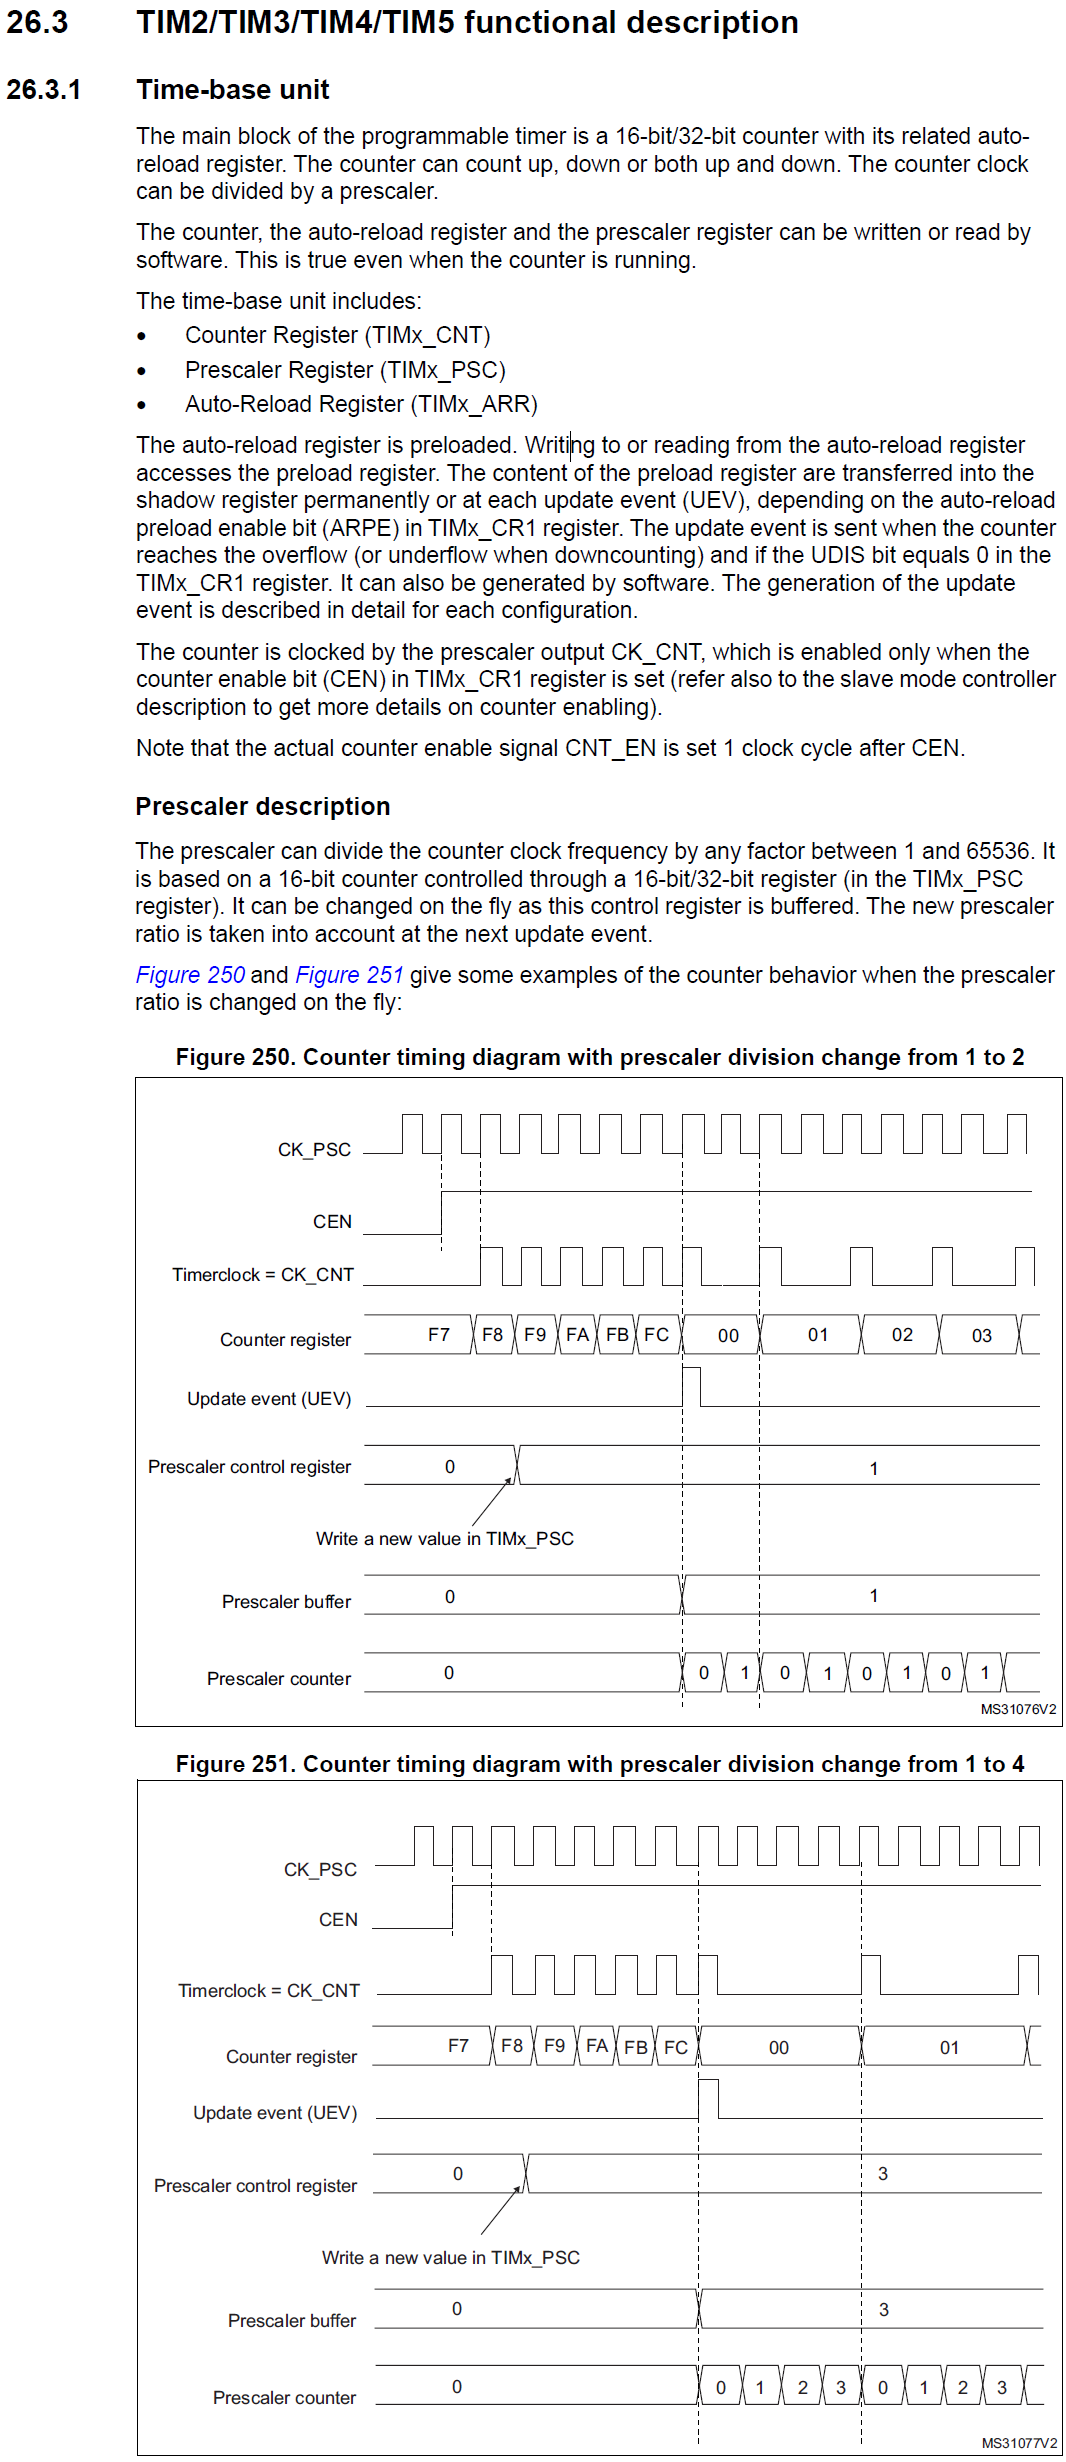 26.3 TIM2/TIM3/TIM4/TIM5 functional description
26.3.1 Time-base unit
The main block of the programmable timer is a 16-bit/32-bit counter with its related auto-
reload register. The counter can count up, down or both up and down. The counter clock
can be divided by a prescaler.
The counter, the auto-reload register and the prescaler register can be written or read by
software. This is true even when the counter is running.
The time-base unit includes:
• Counter Register (TIMx_CNT)
• Prescaler Register (TIMx_PSC)
• Auto-Reload Register (TIMx_ARR)
The auto-reload register is preloaded. Writing to or reading from the auto-reload register
accesses the preload register. The content of the preload register are transferred into the
shadow register permanently or at each update event (UEV), depending on the auto-reload
preload enable bit (ARPE) in TIMx_CR1 register. The update event is sent when the counter
reaches the overflow (or underflow when downcounting) and if the UDIS bit equals 0 in the
TIMx_CR1 register. It can also be generated by software. The generation of the update
event is described in detail for each configuration.
The counter is clocked by the prescaler output CK_CNT, which is enabled only when the
counter enable bit (CEN) in TIMx_CR1 register is set (refer also to the slave mode controller
description to get more details on counter enabling).
Note that the actual counter enable signal CNT_EN is set 1 clock cycle after CEN.
Prescaler description
The prescaler can divide the counter clock frequency by any factor between 1 and 65536. It
is based on a 16-bit counter controlled through a 16-bit/32-bit register (in the TIMx_PSC
register). It can be changed on the fly as this control register is buffered. The new prescaler
ratio is taken into account at the next update event.
Figure 250 and Figure 251 give some examples of the counter behavior when the prescaler
ratio is changed on the fly:
Figure 250. Counter timing diagram with prescaler division change from 1 to 2
CK_PSC
CEN
Timerclock = CK_CNT
Counter register F7 F8 F9 FA FB FC 00 01 02 03
Update event (UEV)
Prescaler control register 0 1
Write a new value in TIMx_PSC
Prescaler buffer 0 1
Prescaler counter 0 0 1 0 1 0 1 0 1
MS31076V2
Figure 251. Counter timing diagram with prescaler division change from 1 to 4
CK_PSC
CEN
Timerclock = CK_CNT
Counter register F7 F8 F9 FA FB FC 00 01
Update event (UEV)
Prescaler control register 0 3
Write a new value in TIMx_PSC
Prescaler buffer 0 3
Prescaler counter 0 0 1 2 3 0 1 2 3
MS31077V2